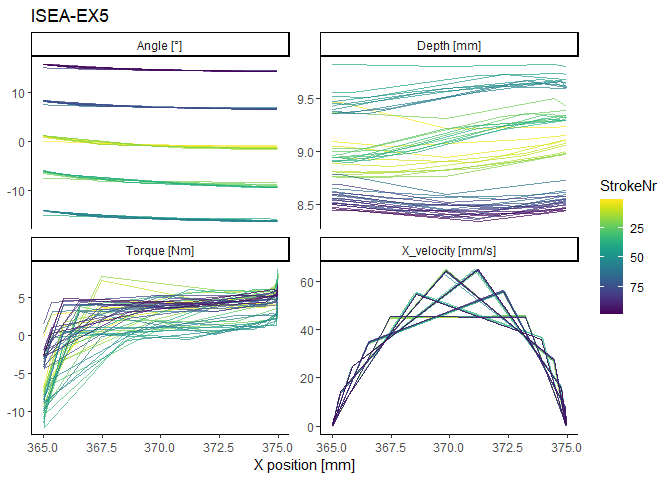 ISEA-EX5
Angle [°]
Depth [mm]
10
0
-10
9.5
9.0
8.5
StrokeNr
25
50
75
Torque [Nm]
X_velocity [mm/s]
5
0
-5
-10
60
40
20
0
365.0 367.5 370.0 372.5 375.0
365.0 367.5 370.0 372.5 375.0
X position [mm]